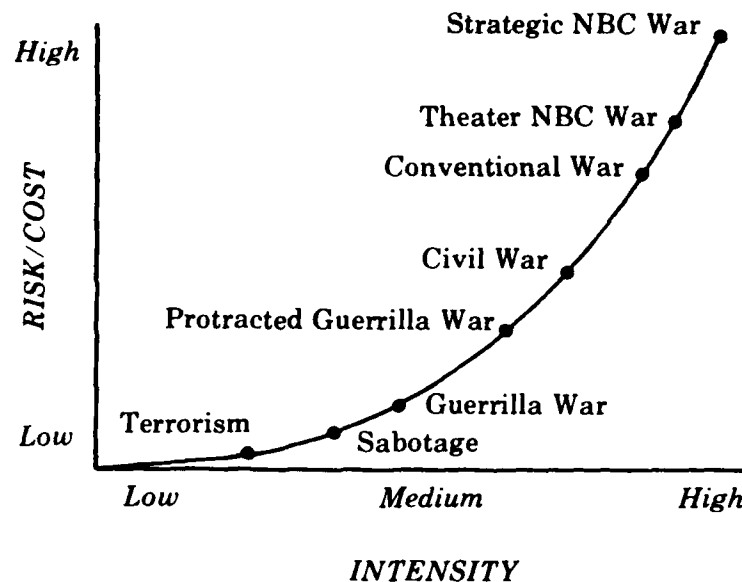 Strategic NBC War
High
Theater NBC War
Conventional War
RISK/COST
Civil War
Protracted Guerrilla War
Guerrilla War
Terrorism
Low
Sabotage
Low
Medium
High
INTENSITY